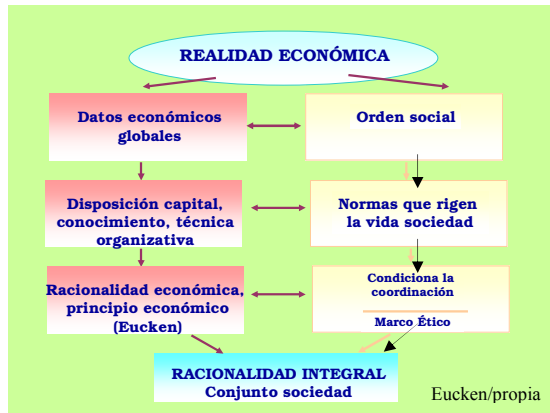 REALIDAD ECONÓMICA
Datos económicos
globales
Orden social
Disposición capital,
conocimiento, técnica
organizativa
Normas que rigen
la vida sociedad
Racionalidad económica,
principio económico
(Eucken)
Condiciona la
coordinación
Marco Ético
RACIONALIDAD INTEGRAL
Conjunto sociedad
Eucken/propia